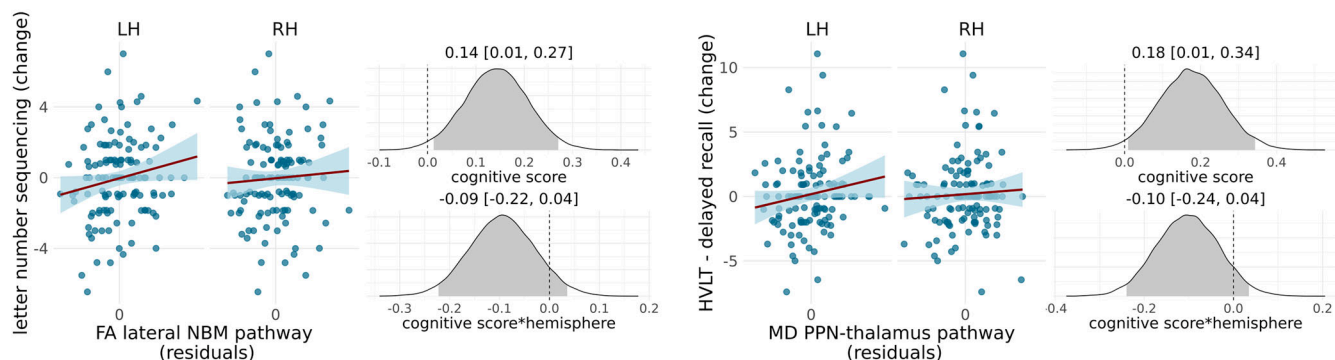 LH
RH
letter number sequencing (change)
4
0
-4
0
0
FA lateral NBM pathway
(residuals)
0.14 [0.01, 0.27]
-0.1
0.0
0.1
0.2
0.3
0.4
cognitive score
-0.09 [-0.22, 0.04]
-0.3
-0.2
-0.1
0.0
0.1
0.2
cognitive score*hemisphere
LH
RH
HVLT - delayed recall (change)
10
5
0
-5
0
0
MD PPN-thalamus pathway
(residuals)
0.18 [0.01, 0.34]
0.0
0.2
0.4
cognitive score
-0.10 [-0.24, 0.04]
-0.4
-0.2
0.0
0.2
cognitive score*hemisphere